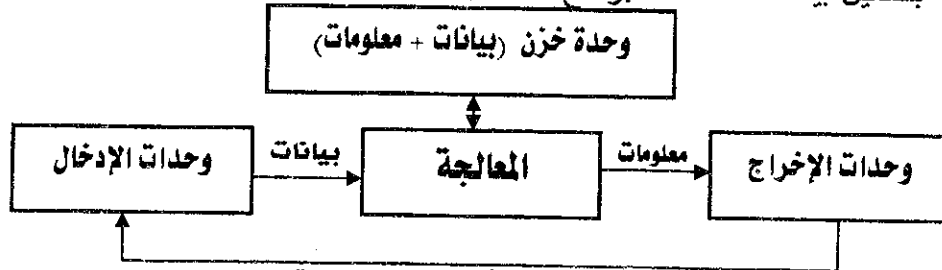 وحدة خزن (بيانات + معلومات)
وحدات الإدخال
بيانات
المعالجة
معلومات
وحدات الإخراج